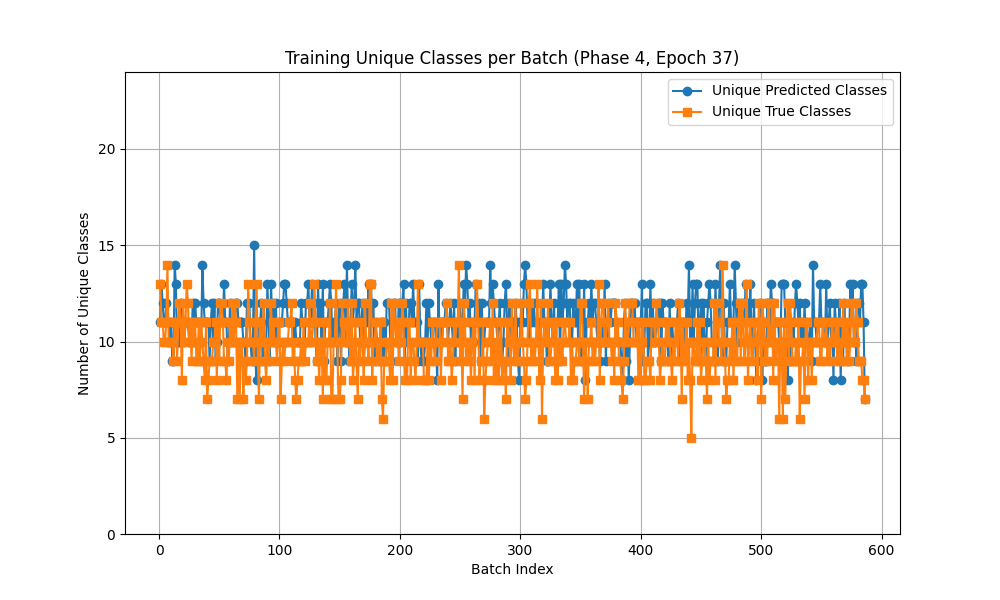 Training Unique Classes per Batch (Phase 4, Epoch 37)
Unique Predicted Classes
Unique True Classes
Number of Unique Classes
20
15
10
5
0
0 100 200 300 400 500 600
Batch Index